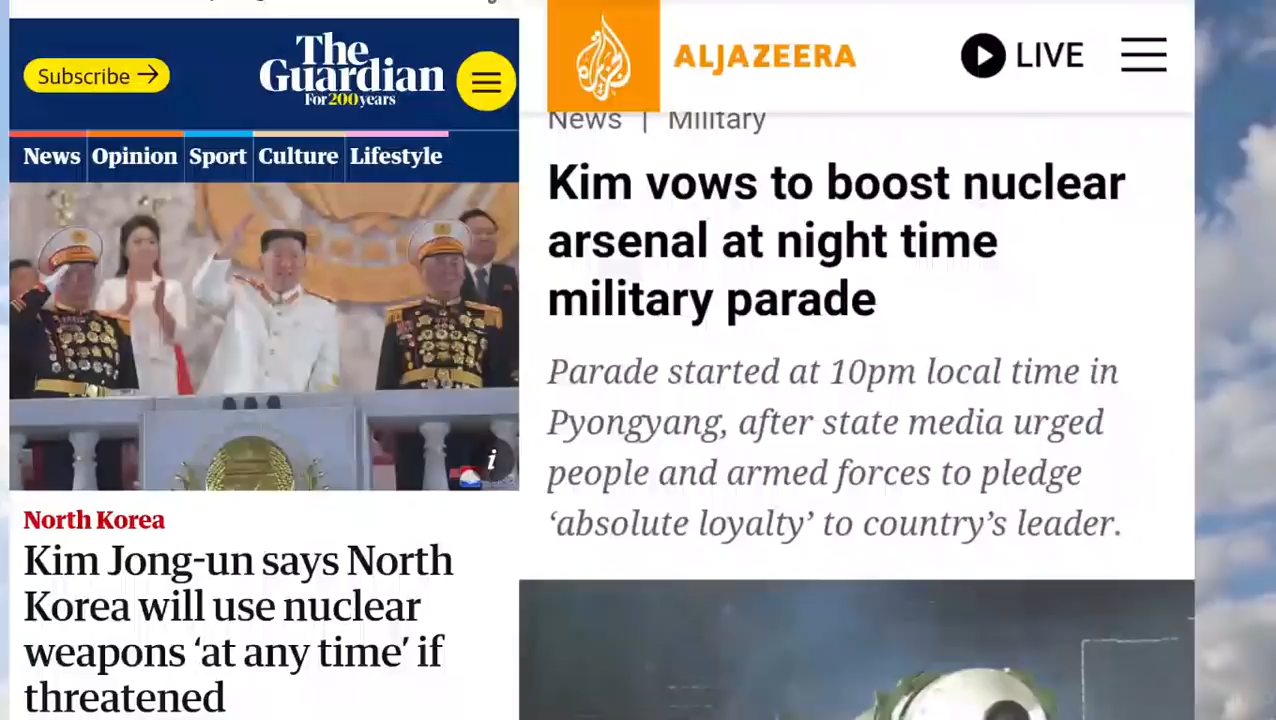 Subscribe →
The
Guardian
For 200 years
News
Opinion
Sport
Culture
Lifestyle
i
North Korea
Kim Jong-un says North
Korea will use nuclear
weapons ‘at any time’ if
threatened
ALJAZEERA
LIVE
News | Military
Kim vows to boost nuclear
arsenal at night time
military parade
Parade started at 10pm local time in
Pyongyang, after state media urged
people and armed forces to pledge
‘absolute loyalty’ to country’s leader.